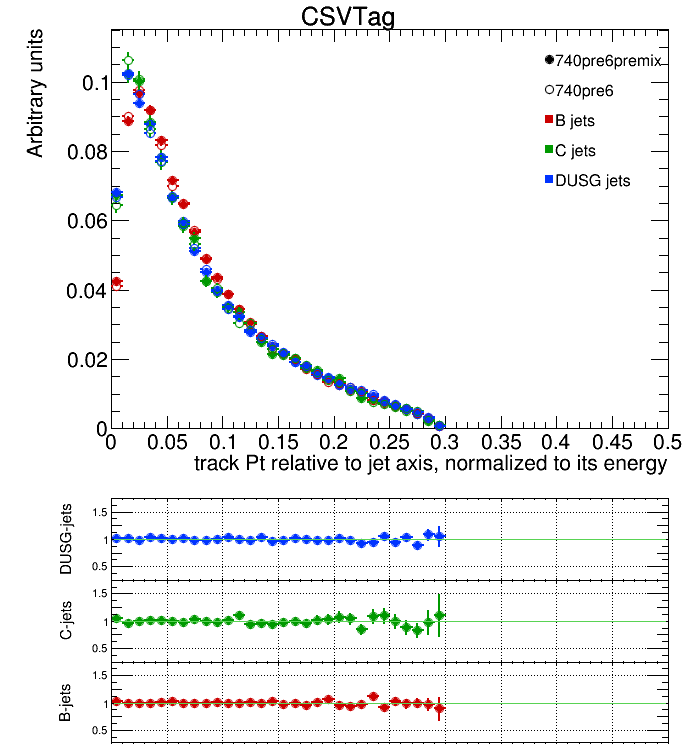 CSVTag
Arbitrary units
740pre6premix
740pre6
B jets
C jets
DUSG jets
0.1
0.08
0.06
0.04
0.02
0
0 0.05 0.1 0.15 0.2 0.25 0.3 0.35 0.4 0.45 0.5
track Pt relative to jet axis, normalized to its energy
DUSG-jets
1.5
1
0.5
C-jets
1.5
1
0.5
B-jets
1.5
1
0.5